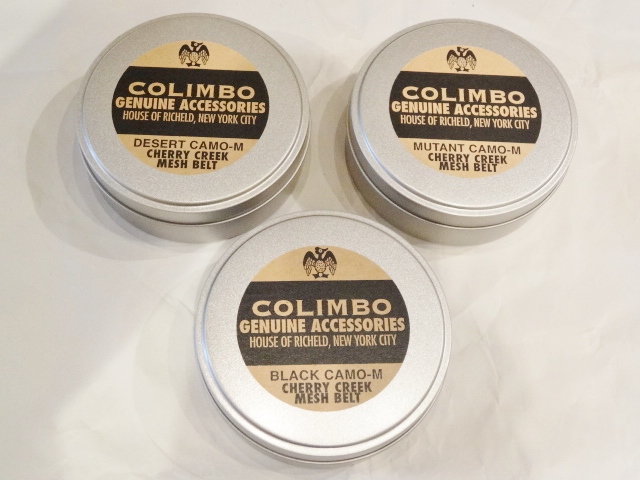 COLIMBO
GENUINE ACCESSORIES
HOUSE OF RICHELD, NEW YORK CITY
DESERT CAMO-M
CHERRY CREEK
MESH BELT
COLIMBO
GENUINE ACCESSORIES
HOUSE OF RICHELD, NEW YORK CITY
MUTANT CAMO-M
CHERRY CREEK
MESH BELT
COLIMBO
GENUINE ACCESSORIES
HOUSE OF RICHELD, NEW YORK CITY
BLACK CAMO-M
CHERRY CREEK
MESH BELT